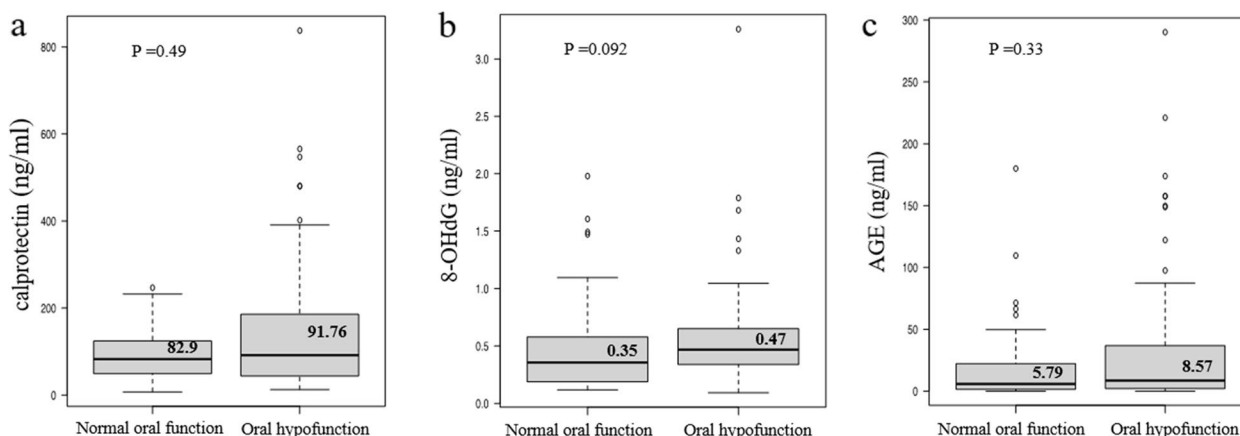 a
P =0.49
calprotectin (ng/ml)
800
600
400
200
0
82.9
91.76
Normal oral function
Oral hypofunction
b
P =0.092
8-OHdG (ng/ml)
3.0
2.5
2.0
1.5
1.0
0.5
0.0
0.35
0.47
Normal oral function
Oral hypofunction
c
P =0.33
AGE (ng/ml)
300
250
200
150
100
50
0
5.79
8.57
Normal oral function
Oral hypofunction